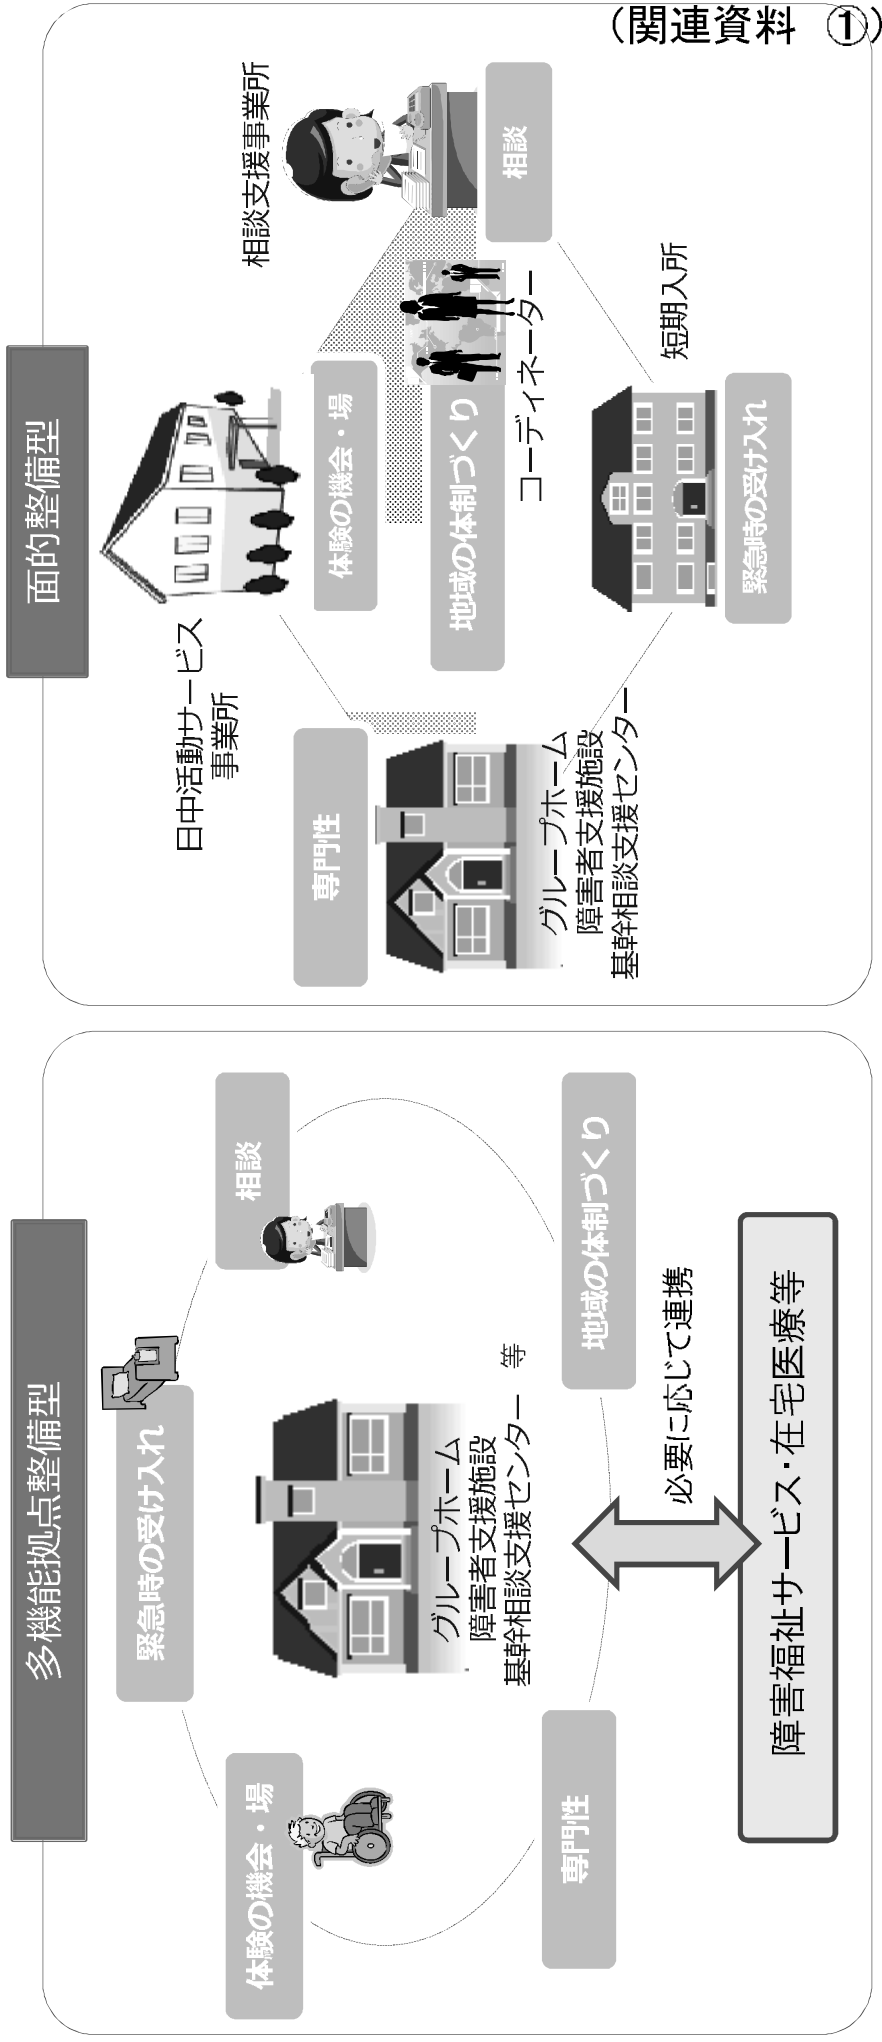 (関連資料 ①)
多機能拠点整備型
緊急時の受け入れ
相談
体験の機会・場
グループホーム
障害者支援施設
基幹相談支援センター 等
地域の体制づくり
専門性
必要に応じて連携
障害福祉サービス・在宅医療等
面的整備型
日中活動サービス
事業所
相談支援事業所
体験の機会・場
専門性
相談
地域の体制づくり
コーディネーター
グループホーム
障害者支援施設
基幹相談支援センター
短期入所
緊急時の受け入れ